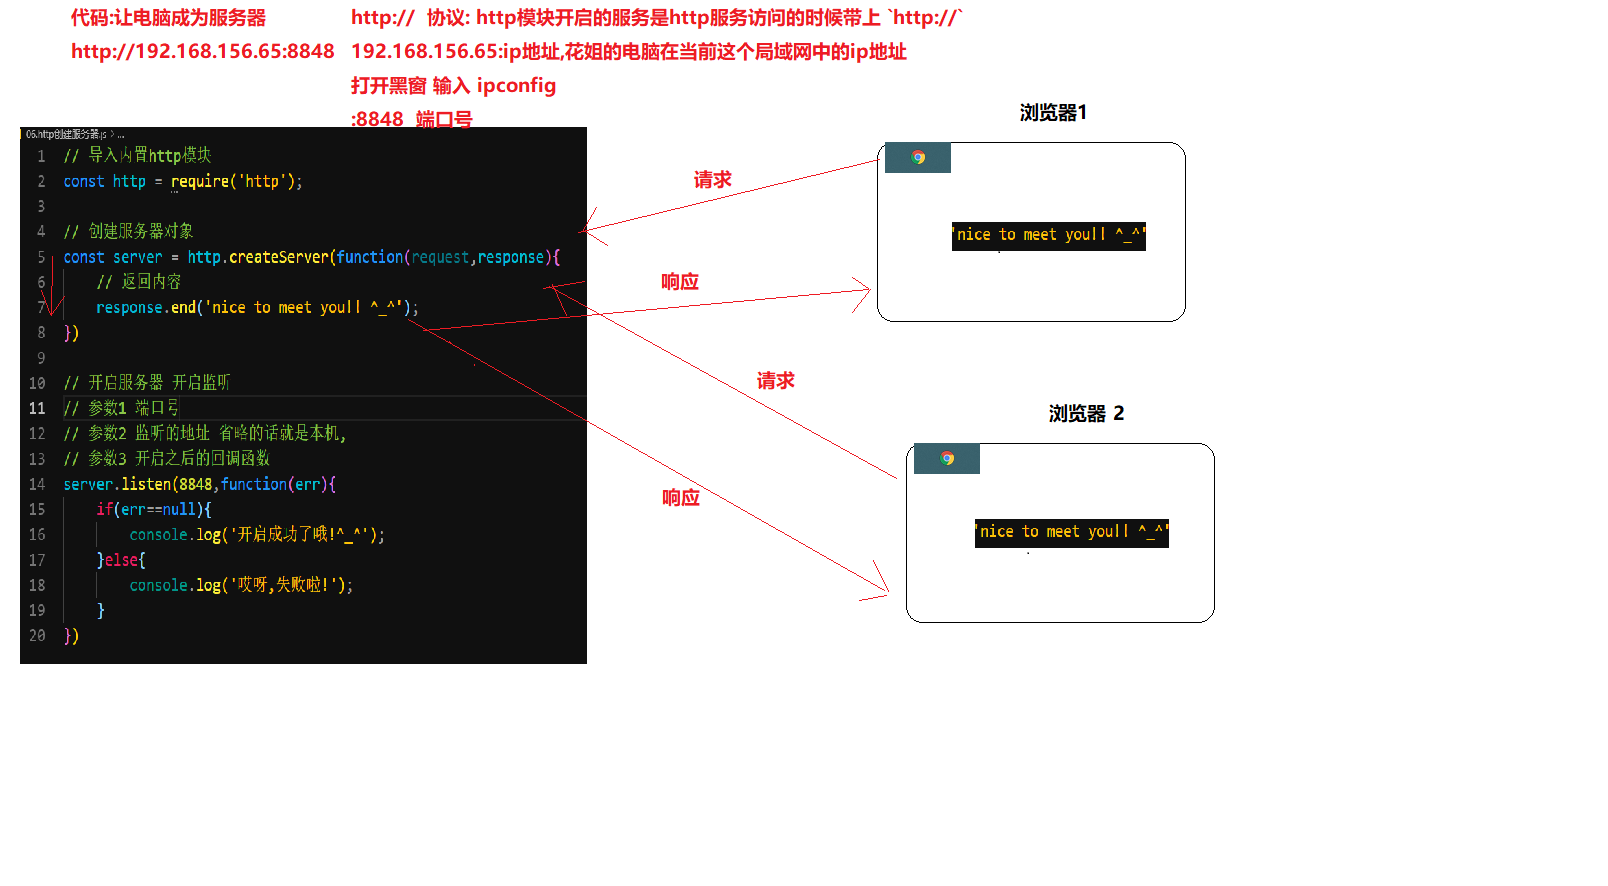 代码:让电脑成为服务器
http://192.168.156.65:8848
http://  协议: http模块开启的服务是http服务访问的时候带上 `http://`
192.168.156.65:ip地址,花姐的电脑在当前这个局域网中的ip地址
打开黑窗 输入 ipconfig
:8848  端口号
06.http创建服务器.js > ...
1 // 导入内置http模块
2 const http = require('http');
3
4 // 创建服务器对象
5 const server = http.createServer(function(request,response){
6     // 返回内容
7     response.end('nice to meet you!! ^_^');
8 })
9
10 // 开启服务器 开启监听
11 // 参数1 端口号
12 // 参数2 监听的地址 省略的话就是本机,
13 // 参数3 开启之后的回调函数
14 server.listen(8848,function(err){
15     if(err==null){
16         console.log('开启成功了哦!^_^');
17     }else{
18         console.log('哎呀,失败啦!');
19     }
20 })
请求
响应
请求
响应
浏览器1
'nice to meet you!! ^_^'
浏览器 2
'nice to meet you!! ^_^'